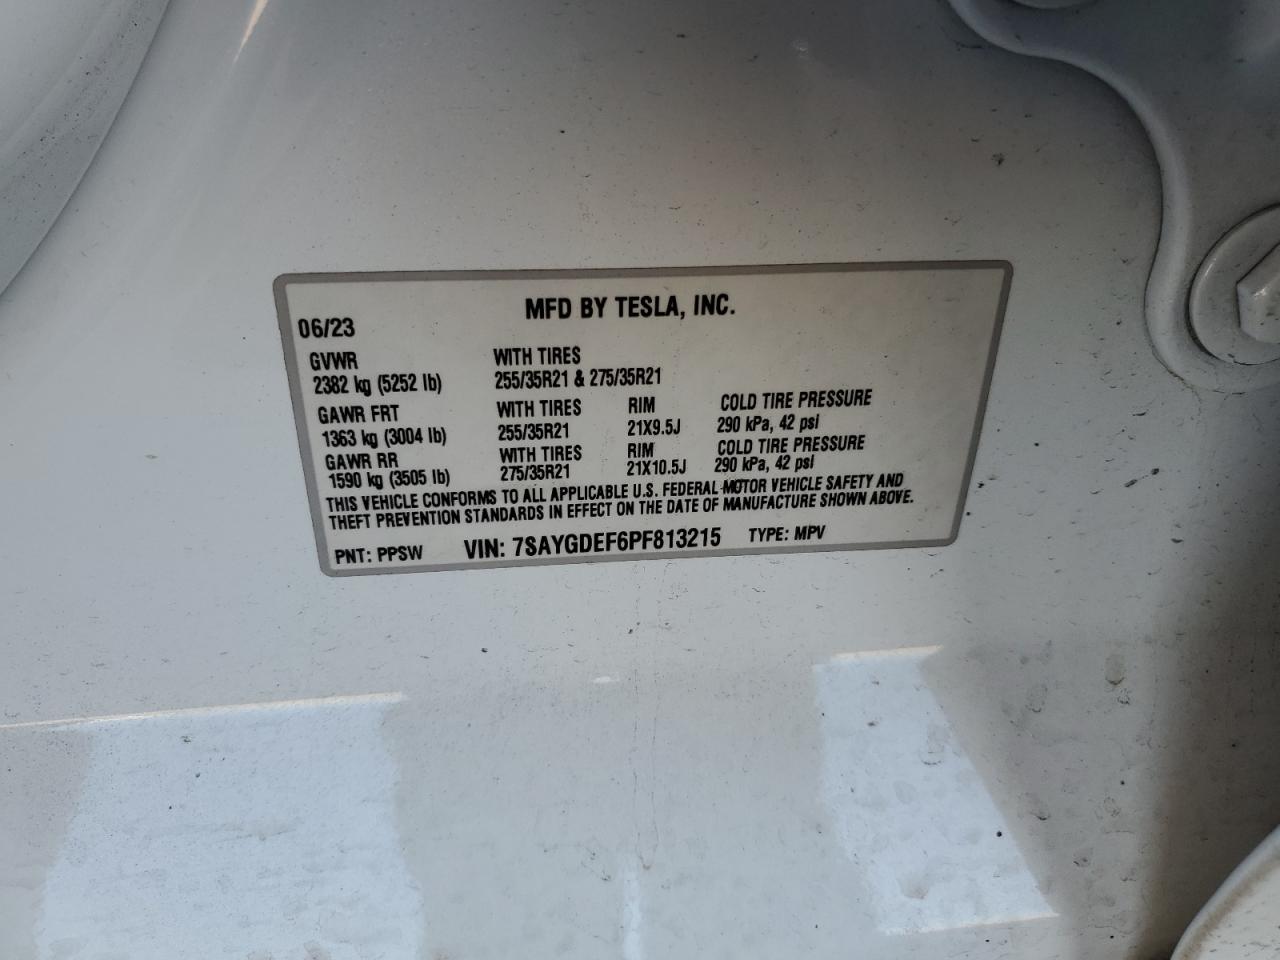 MFD BY TESLA, INC.
06/23
GVWR WITH TIRES
2382 kg (5252 lb) 255/35R21 & 275/35R21
GAWR FRT WITH TIRES RIM COLD TIRE PRESSURE
1363 kg (3004 lb) 255/35R21 21X9.5J 290 kPa, 42 psi
GAWR RR WITH TIRES RIM COLD TIRE PRESSURE
1590 kg (3505 lb) 275/35R21 21X10.5J 290 kPa, 42 psi
THIS VEHICLE CONFORMS TO ALL APPLICABLE U.S. FEDERAL MOTOR VEHICLE SAFETY AND
THEFT PREVENTION STANDARDS IN EFFECT ON THE DATE OF MANUFACTURE SHOWN ABOVE.
PNT: PPSW VIN: 7SAYGDEF6PF813215 TYPE: MPV